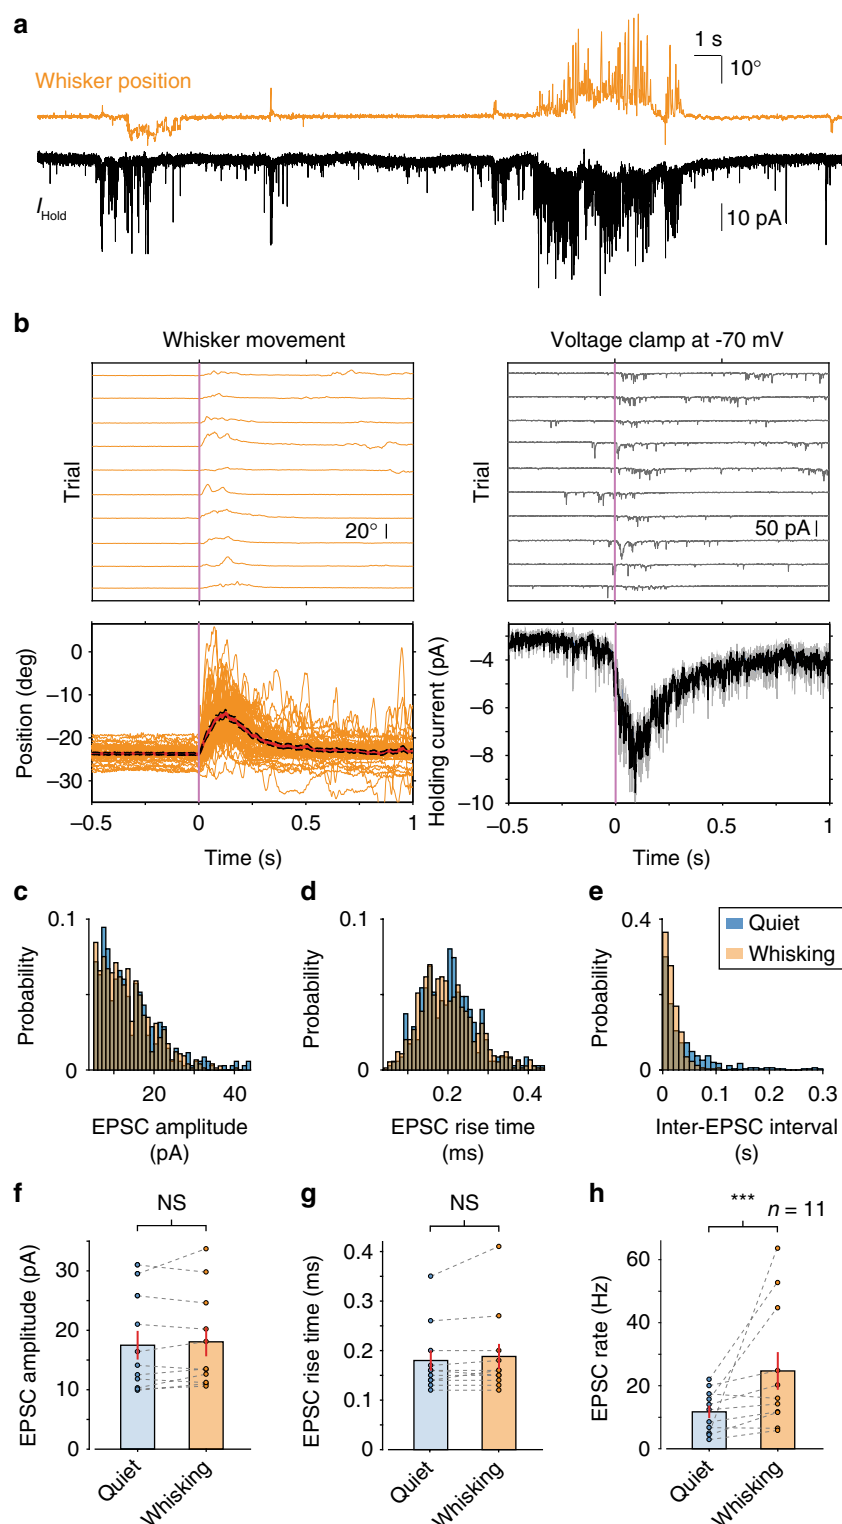 a
1 s
10°
Whisker position
I Hold
10 pA
b
Whisker movement
Voltage clamp at -70 mV
Trial
20°
Trial
50 pA
Position (deg)
0
–10
–20
–30
–0.5
0
0.5
1
Time (s)
Holding current (pA)
–4
–6
–8
–10
–0.5
0
0.5
1
Time (s)
c
0.1
0
Probability
20
40
EPSC amplitude
(pA)
d
0.1
0
Probability
0.2
0.4
EPSC rise time
(ms)
e
0.4
0
Probability
Quiet
Whisking
0
0.1
0.2
0.3
Inter-EPSC interval
(s)
f
NS
EPSC amplitude (pA)
30
20
10
0
Quiet
Whisking
g
NS
EPSC rise time (ms)
0.4
0.3
0.2
0.1
0
Quiet
Whisking
h
***
n = 11
EPSC rate (Hz)
60
40
20
0
Quiet
Whisking